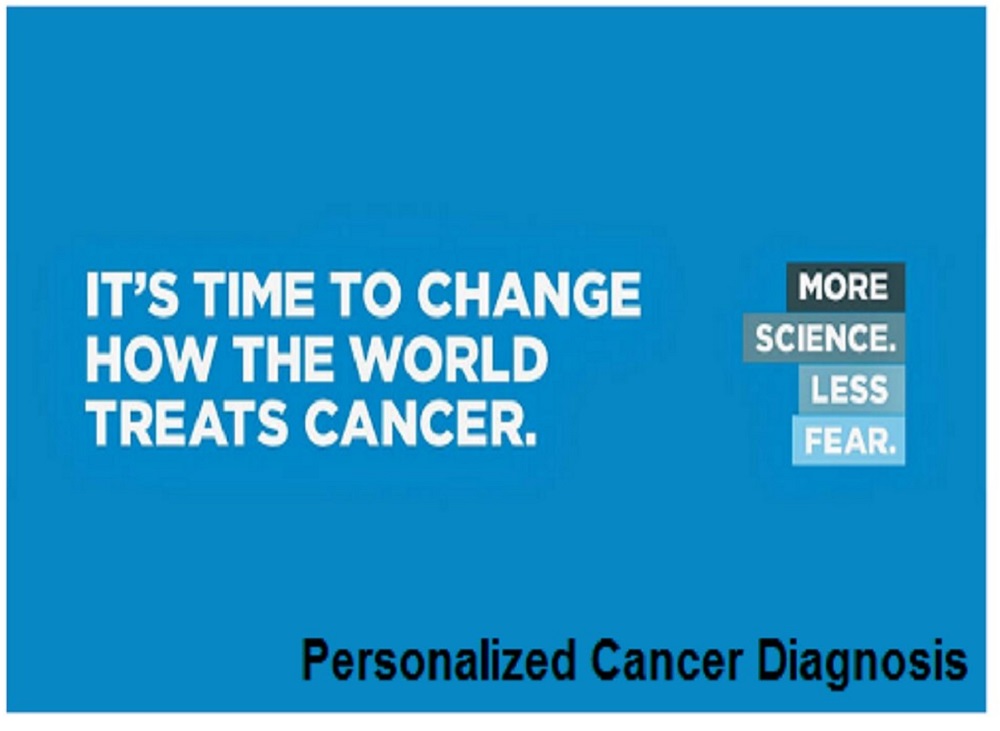 IT'S TIME TO CHANGE
HOW THE WORLD
TREATS CANCER.
MORE
SCIENCE.
LESS
FEAR.
Personalized Cancer Diagnosis